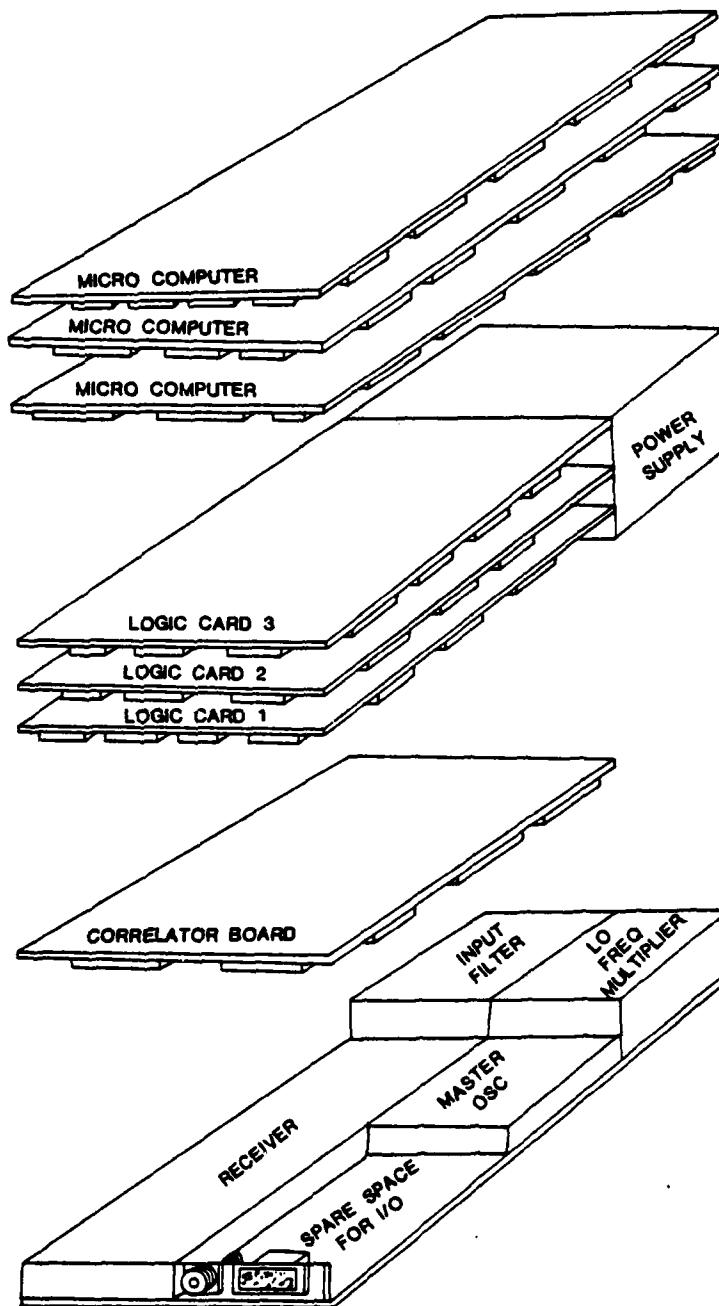 MICRO COMPUTER
MICRO COMPUTER
MICRO COMPUTER
POWER
SUPPLY
LOGIC CARD 3
LOGIC CARD 2
LOGIC CARD 1
CORRELATOR BOARD
INPUT
FILTER
LO
FREQ
MULTIPLIER
MASTER
OSC
RECEIVER
SPARE SPACE
FOR I/O